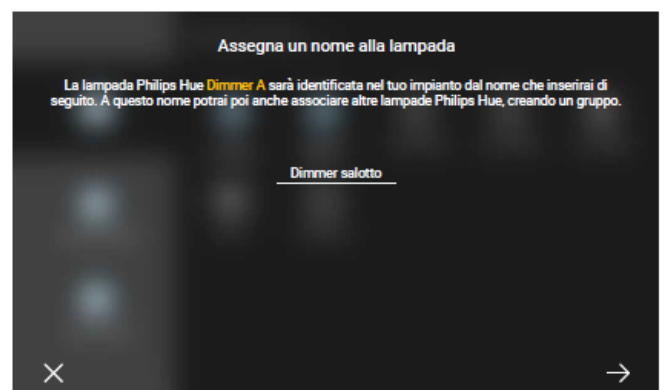 Assegna un nome alla lampada
La lampada Philips Hue Dimmer A sarà identificata nel tuo impianto dal nome che inserirai di
seguito. A questo nome potrai poi anche associare altre lampade Philips Hue, creando un gruppo.
Dimmer salotto